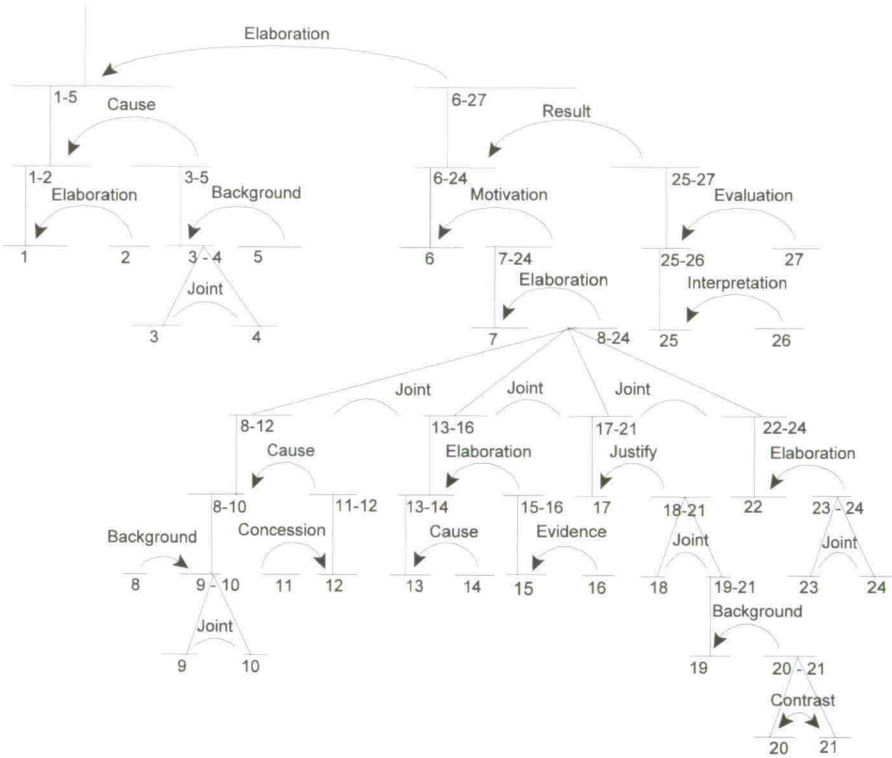 Elaboration
1-5 6-27
Cause Result
1-2 3-5 6-24 25-27
Elaboration Background Motivation Evaluation
1 2 3 - 4 5 6 7-24 25-26 27
Joint Elaboration Interpretation
3 4 7 8-24 25 26
Joint Joint Joint
8-12 13-16 17-21 22-24
Cause Elaboration Justify Elaboration
8-10 11-12 13-14 15-16 17 18-21 22 23 - 24
Background Concession Cause Evidence Joint Joint
8 9 - 10 11 12 13 14 15 16 18 19-21 23 24
Joint Background
9 10 19 20 - 21
Contrast
20 21